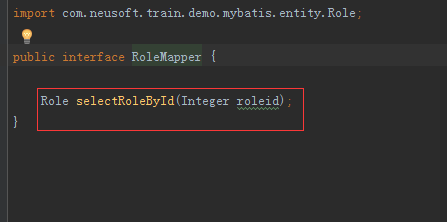 import com.neusoft.train.demo.mybatis.entity.Role;
public interface RoleMapper {
Role selectRoleById(Integer roleid);
}